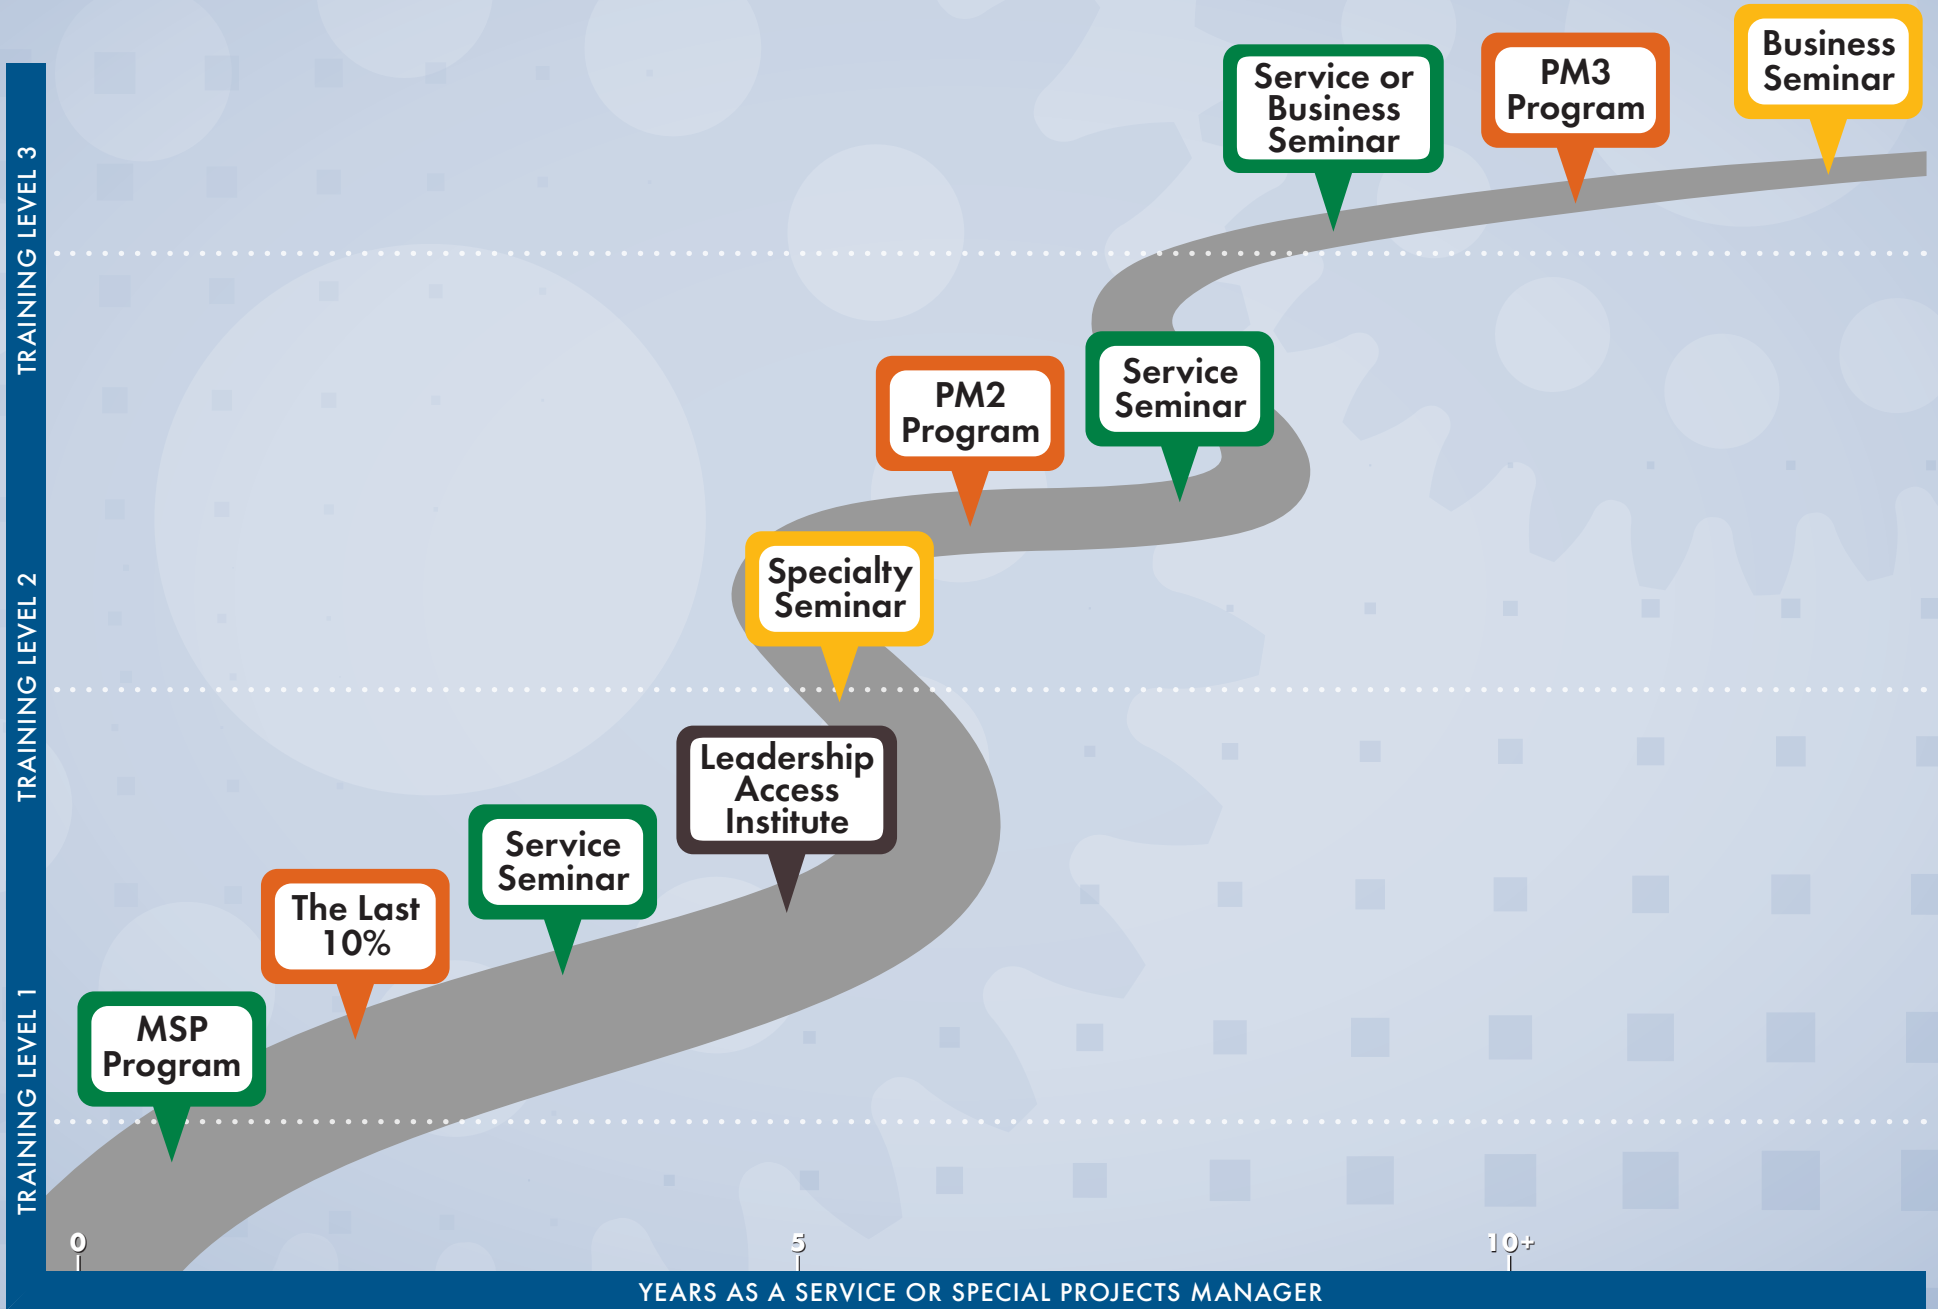 Business
Seminar
PM3
Program
Service or
Business
Seminar
TRAINING LEVEL 3
Service
Seminar
PM2
Program
Specialty
Seminar
TRAINING LEVEL 2
Leadership
Access
Institute
Service
Seminar
The Last
10%
MSP
Program
TRAINING LEVEL 1
0
5
10+
YEARS AS A SERVICE OR SPECIAL PROJECTS MANAGER